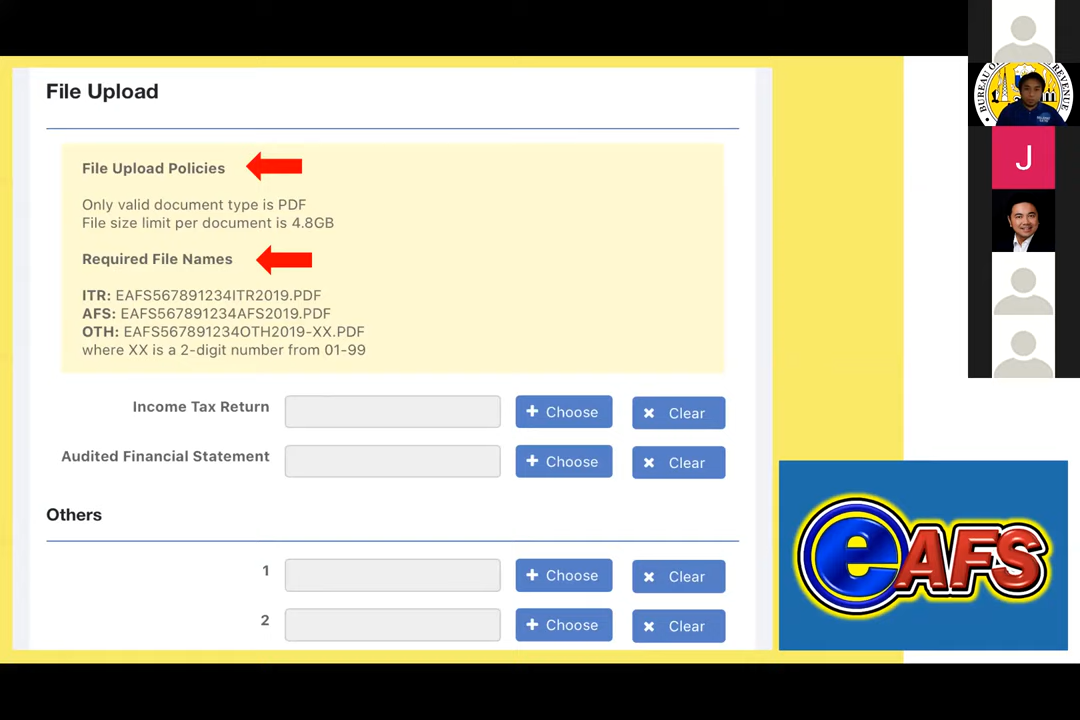 File Upload
File Upload Policies
Only valid document type is PDF
File size limit per document is 4.8GB
Required File Names
ITR: EAFS567891234ITR2019.PDF
AFS: EAFS567891234AFS2019.PDF
OTH: EAFS567891234OTH2019-XX.PDF
where XX is a 2-digit number from 01-99
Income Tax Return
+ Choose
× Clear
Audited Financial Statement
+ Choose
× Clear
Others
1
+ Choose
× Clear
2
+ Choose
× Clear
BUREAU OF REVENUE
J
eAFS